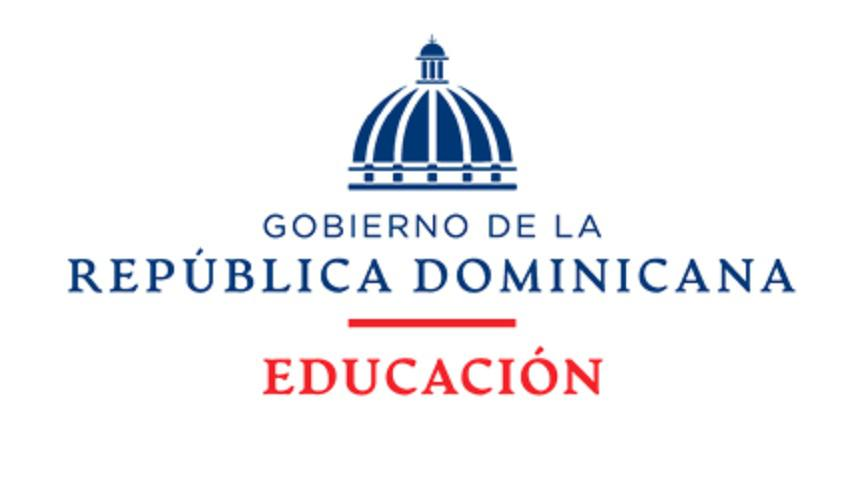 GOBIERNO DE LA
REPÚBLICA DOMINICANA
EDUCACIÓN